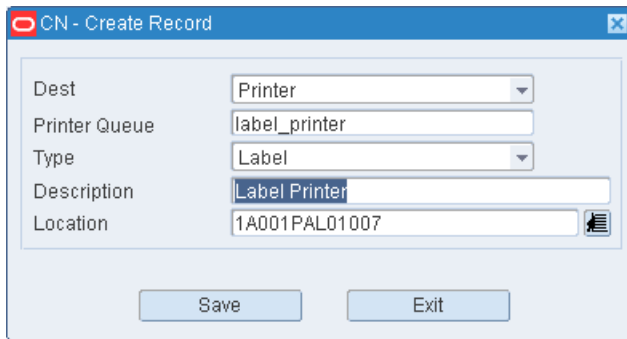 CN - Create Record
Dest Printer
Printer Queue label_printer
Type Label
Description Label Printer
Location 1A001PAL01007
Save Exit